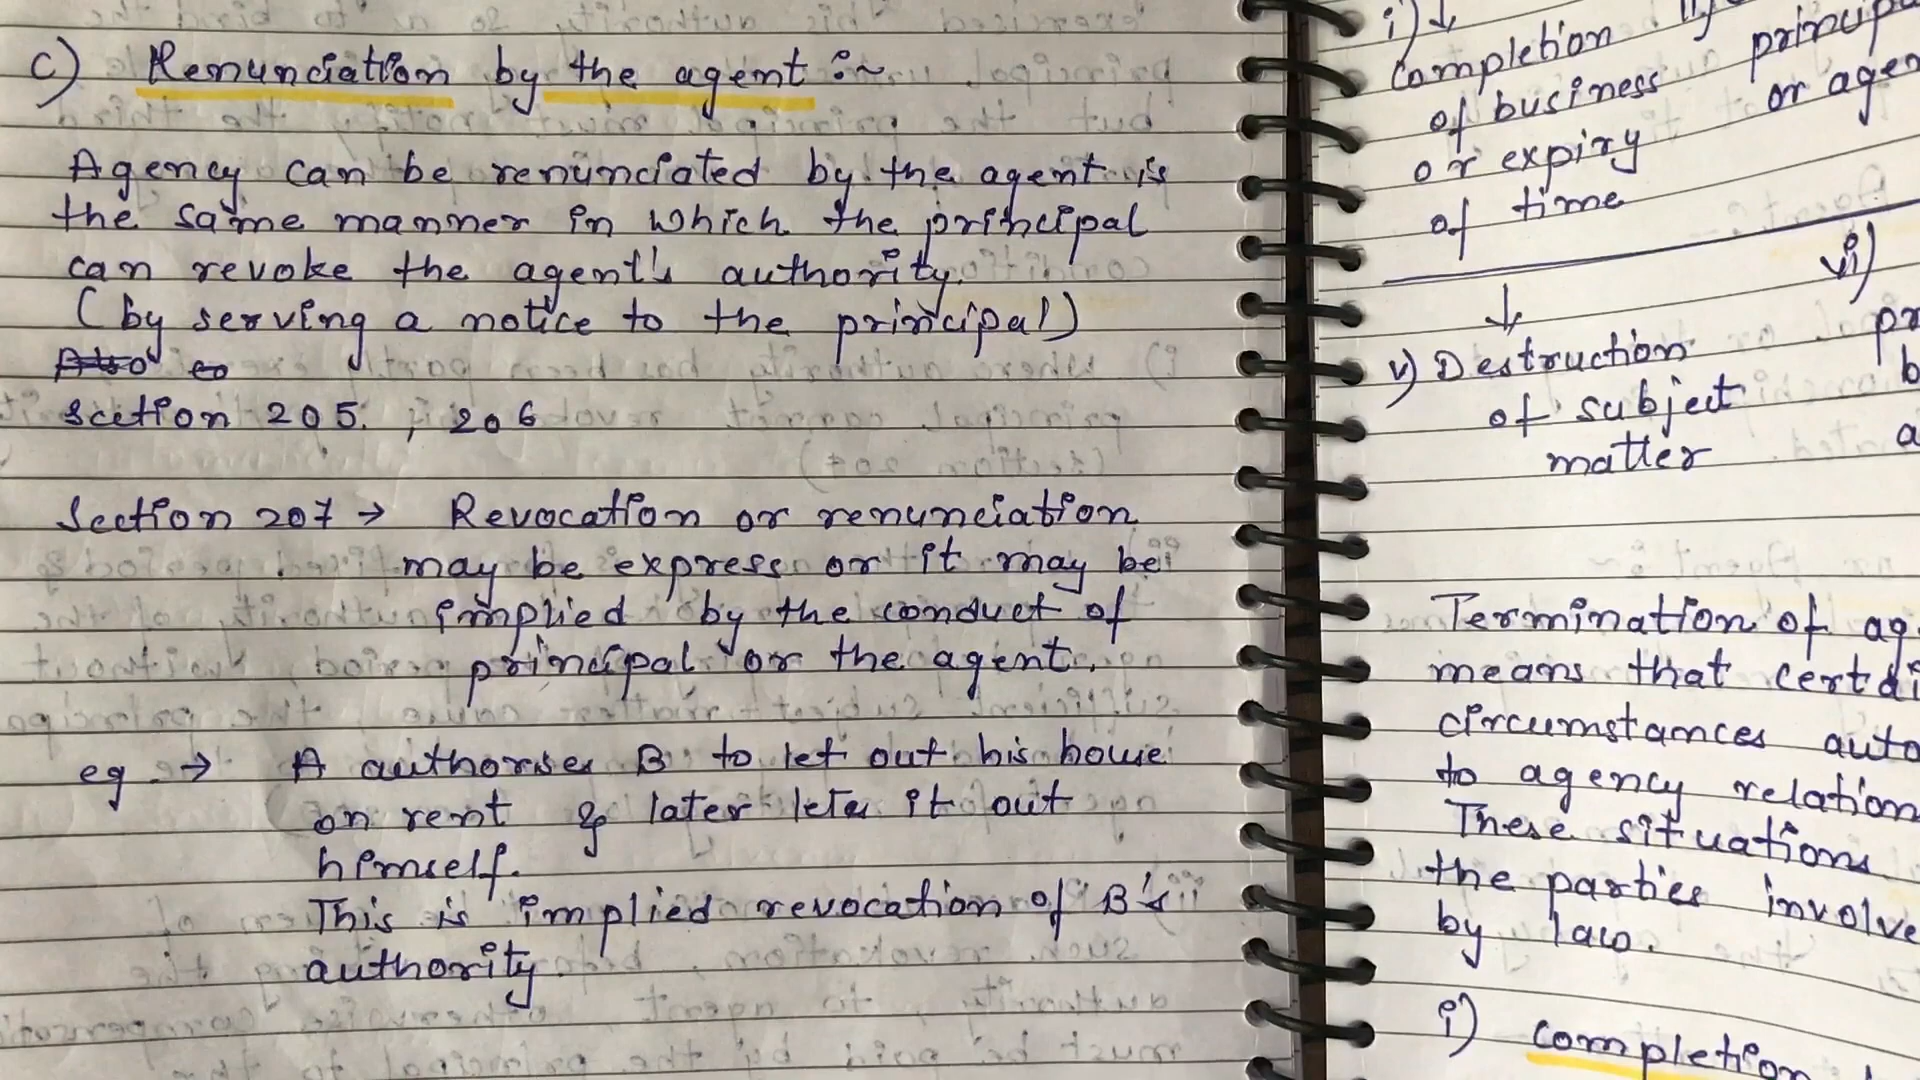 c) Renunciation by the agent :~
Agency can be renunciated by the agent is
the same manner in which the principal
can revoke the agent's authority.
(by serving a notice to the principal)
Section 205. , 206
Section 207 → Revocation or renunciation
may be express or it may be
implied by the conduct of
principal or the agent.
eg → A authorises B to let out his house
on rent & later lets it out
himself.
This is implied revocation of B's
authority.
i) ↓
Completion
of business
or expiry
of time
principal
or agen
↓
v) Destruction
of subject
matter
vi)
pr
b
a
Termination of ag
means that certai
circumstances auto
to agency relation
These situations
the parties involve
by law.
i) Completion